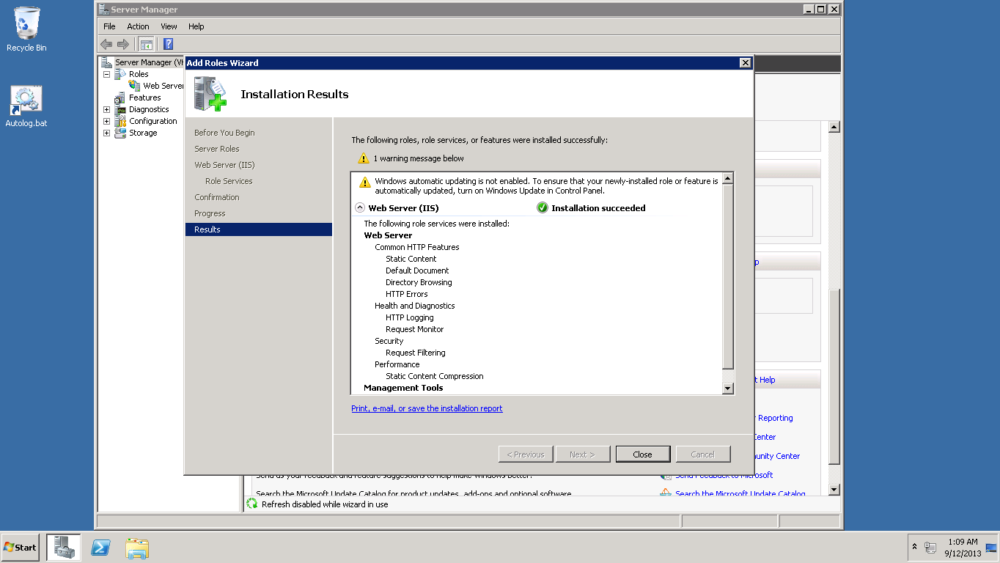 Recycle Bin
Autolog.bat
Server Manager
File Action View Help
Server Manager (
Roles
Web Server
Features
Diagnostics
Configuration
Storage
Add Roles Wizard
Installation Results
Before You Begin
Server Roles
Web Server (IIS)
Role Services
Confirmation
Progress
Results
The following roles, role services, or features were installed successfully:
1 warning message below
Windows automatic updating is not enabled. To ensure that your newly-installed role or feature is
automatically updated, turn on Windows Update in Control Panel.
Web Server (IIS) Installation succeeded
The following role services were installed:
Web Server
Common HTTP Features
Static Content
Default Document
Directory Browsing
HTTP Errors
Health and Diagnostics
HTTP Logging
Request Monitor
Security
Request Filtering
Performance
Static Content Compression
Management Tools
Print, e-mail, or save the installation report
< Previous Next > Close Cancel
p
t Help
r Reporting
Center
unity Center
Send us your feedback and feature suggestions to help make Windows better. Send Feedback to Microsoft
Search the Microsoft Update Catalog for product updates, add-ons and optional software. Search the Microsoft Update Catalog
Refresh disabled while wizard in use
Start
1:09 AM
9/12/2013